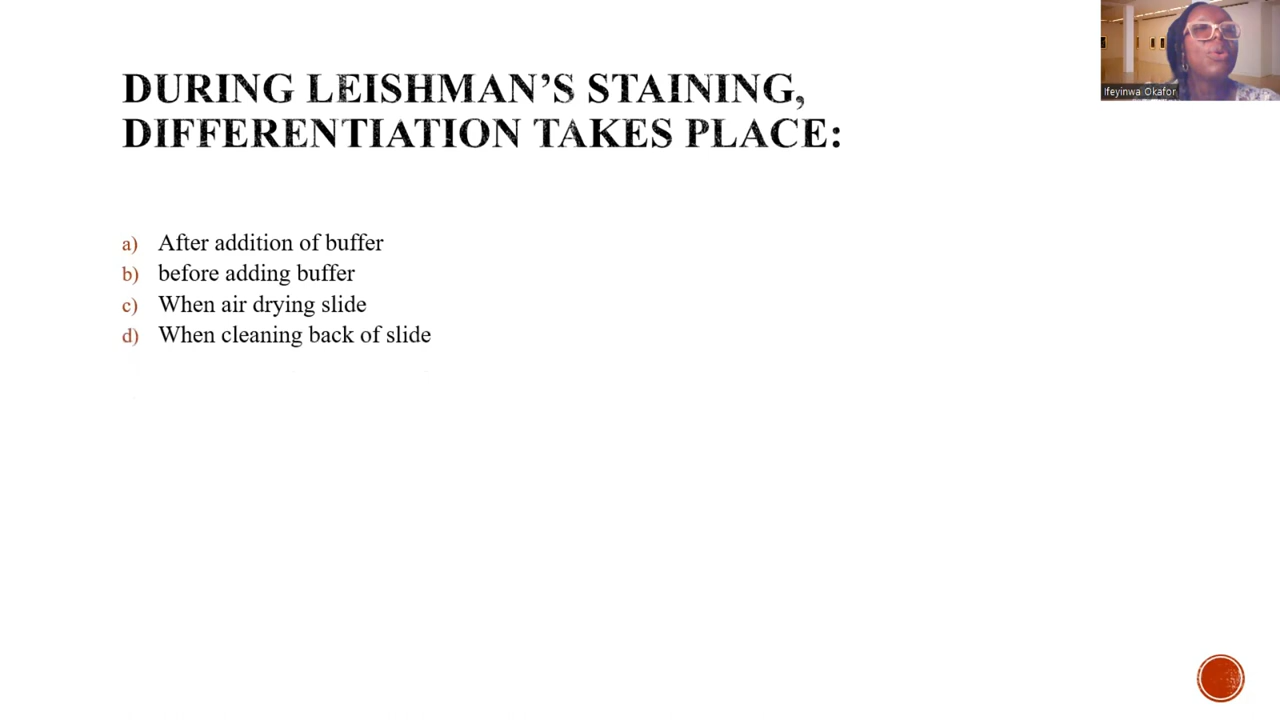 DURING LEISHMAN'S STAINING,
DIFFERENTIATION TAKES PLACE:
a) After addition of buffer
b) before adding buffer
c) When air drying slide
d) When cleaning back of slide
Ifeyinwa Okafor